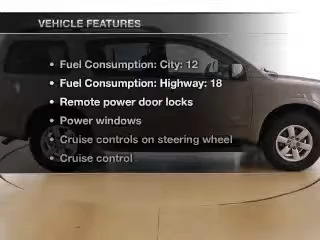 VEHICLE FEATURES
• Fuel Consumption: City: 12
• Fuel Consumption: Highway: 18
• Remote power door locks
• Power windows
• Cruise controls on steering wheel
• Cruise control